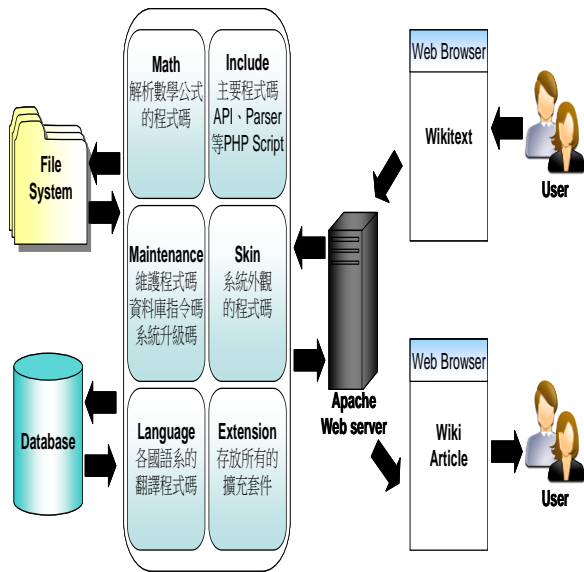 File
System
Database
Math
解析數學公式
的程式碼
Include
主要程式碼
API、Parser
等PHP Script
Maintenance
維護程式碼
資料庫指令碼
系統升級碼
Skin
系統外觀
的程式碼
Language
各國語系的
翻譯程式碼
Extension
存放所有的
擴充套件
Apache
Web server
Web Browser
Wikitext
User
Web Browser
Wiki
Article
User